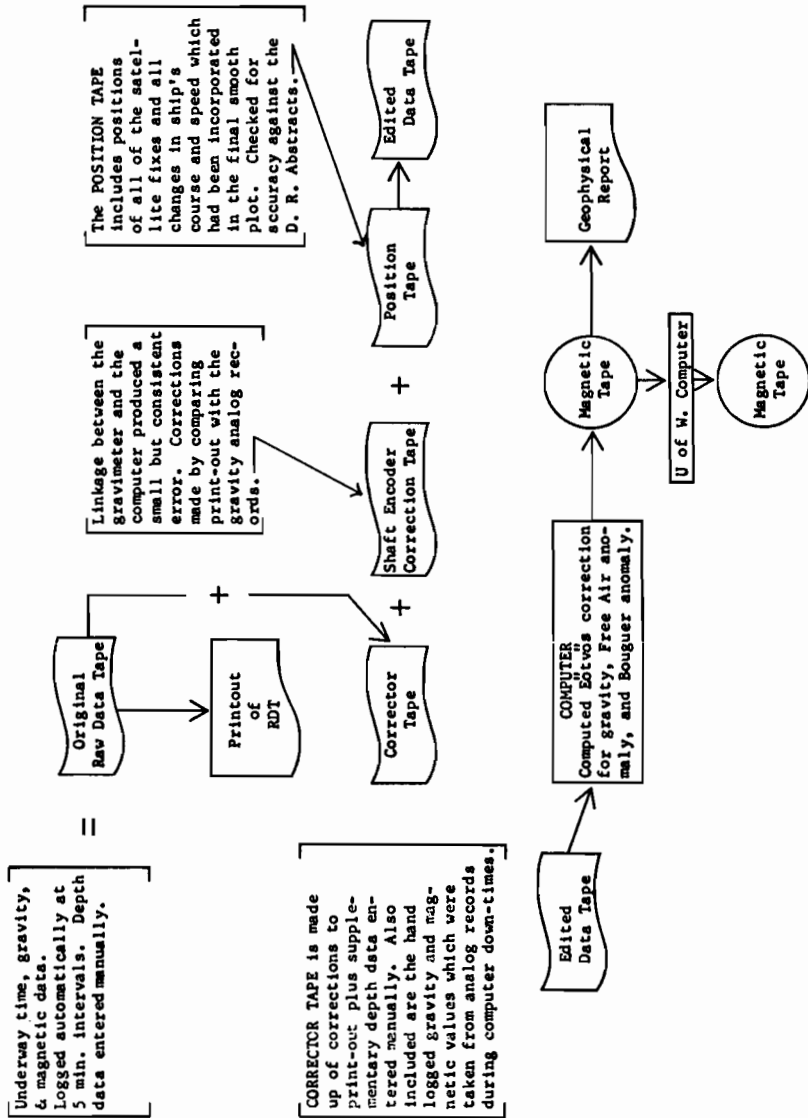 Underway time, gravity,
& magnetic data.
Logged automatically at
5 min. intervals. Depth
data entered manually.
=
Original
Raw Data Tape
Printout
of
RDT
+
Corrector
Tape
+
Shaft Encoder
Correction Tape
+
Position
Tape
Edited
Data Tape
Linkage between the
gravimeter and the
computer produced a
small but consistent
error. Corrections
made by comparing
print-out with the
gravity analog rec-
ords.
The POSITION TAPE
includes positions
of all of the satel-
lite fixes and all
changes in ship's
course and speed which
had been incorporated
in the final smooth
plot. Checked for
accuracy against the
D. R. Abstracts.
CORRECTOR TAPE is made
up of corrections to
print-out plus supple-
mentary depth data en-
tered manually. Also
included are the hand
logged gravity and mag-
netic values which were
taken from analog records
during computer down-times.
Edited
Data Tape
COMPUTER
Computed Eötvös correction
for gravity, Free Air ano-
maly, and Bouguer anomaly.
Magnetic
Tape
Geophysical
Report
U of W. Computer
Magnetic
Tape